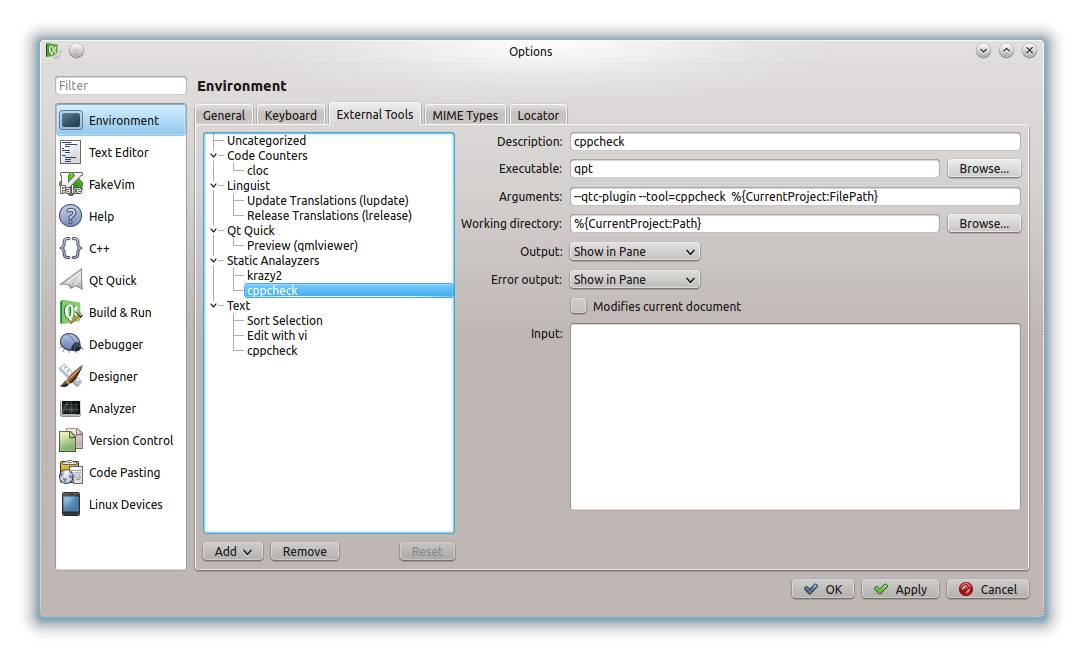 Options
Filter
Environment
Text Editor
FakeVim
Help
C++
Qt Quick
Build & Run
Debugger
Designer
Analyzer
Version Control
Code Pasting
Linux Devices
Environment
General
Keyboard
External Tools
MIME Types
Locator
Uncategorized
Code Counters
cloc
Linguist
Update Translations (lupdate)
Release Translations (lrelease)
Qt Quick
Preview (qmlviewer)
Static Analayzers
krazy2
cppcheck
Text
Sort Selection
Edit with vi
cppcheck
Add
Remove
Reset
Description: cppcheck
Executable: qpt Browse...
Arguments: --qtc-plugin --tool=cppcheck %{CurrentProject:FilePath}
Working directory: %{CurrentProject:Path} Browse...
Output: Show in Pane
Error output: Show in Pane
Modifies current document
Input:
OK
Apply
Cancel